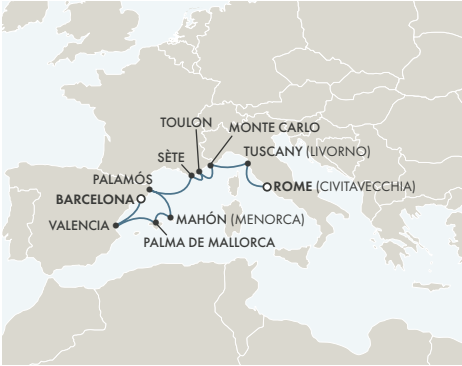 TOULON
MONTE CARLO
SÈTE
TUSCANY (LIVORNO)
PALAMÓS
ROME (CIVITAVECCHIA)
BARCELONA
MAHÓN (MENORCA)
VALENCIA
PALMA DE MALLORCA